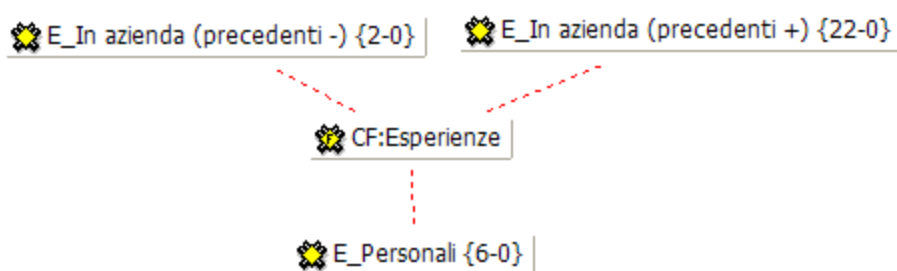 E_In azienda (precedenti -) {2-0}
E_In azienda (precedenti +) {22-0}
CF:Esperienze
E_Personali {6-0}